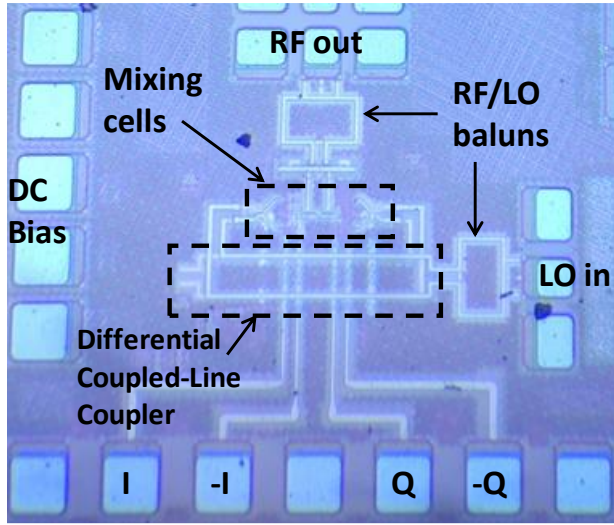 RF out
Mixing
cells
RF/LO
baluns
DC
Bias
LO in
Differential
Coupled-Line
Coupler
I
-I
Q
-Q